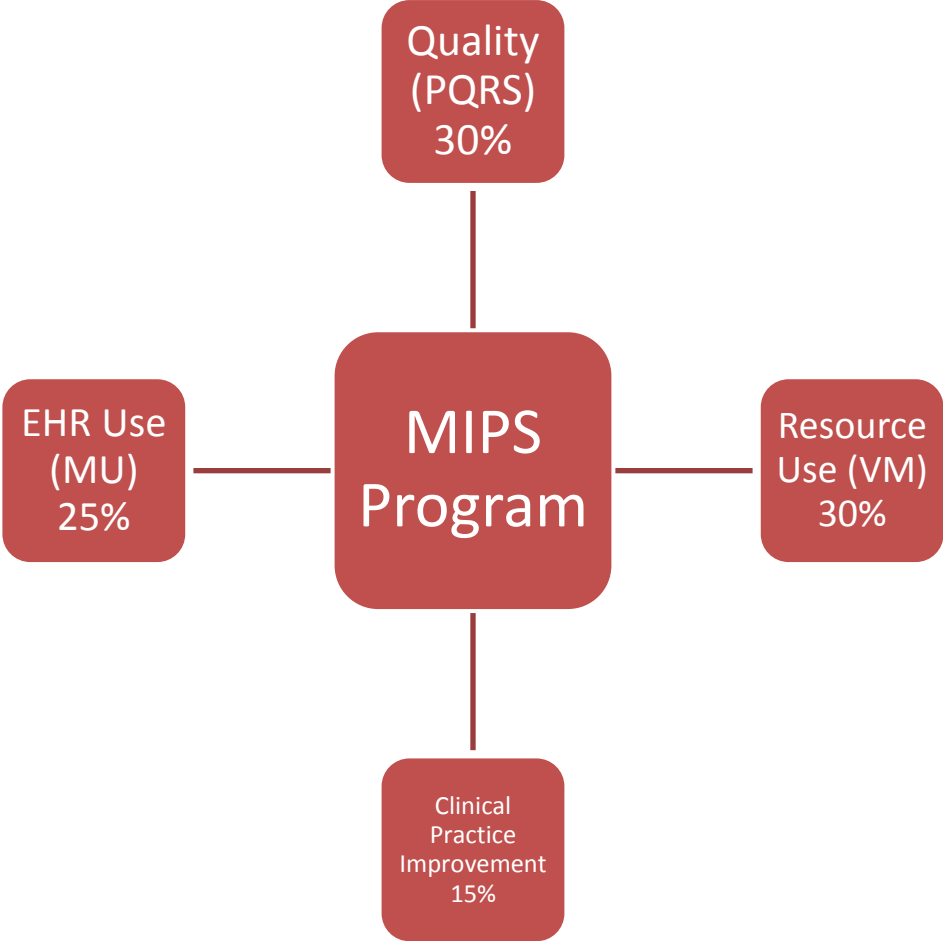 Quality
(PQRS)
30%
EHR Use
(MU)
25%
MIPS
Program
Resource
Use (VM)
30%
Clinical
Practice
Improvement
15%